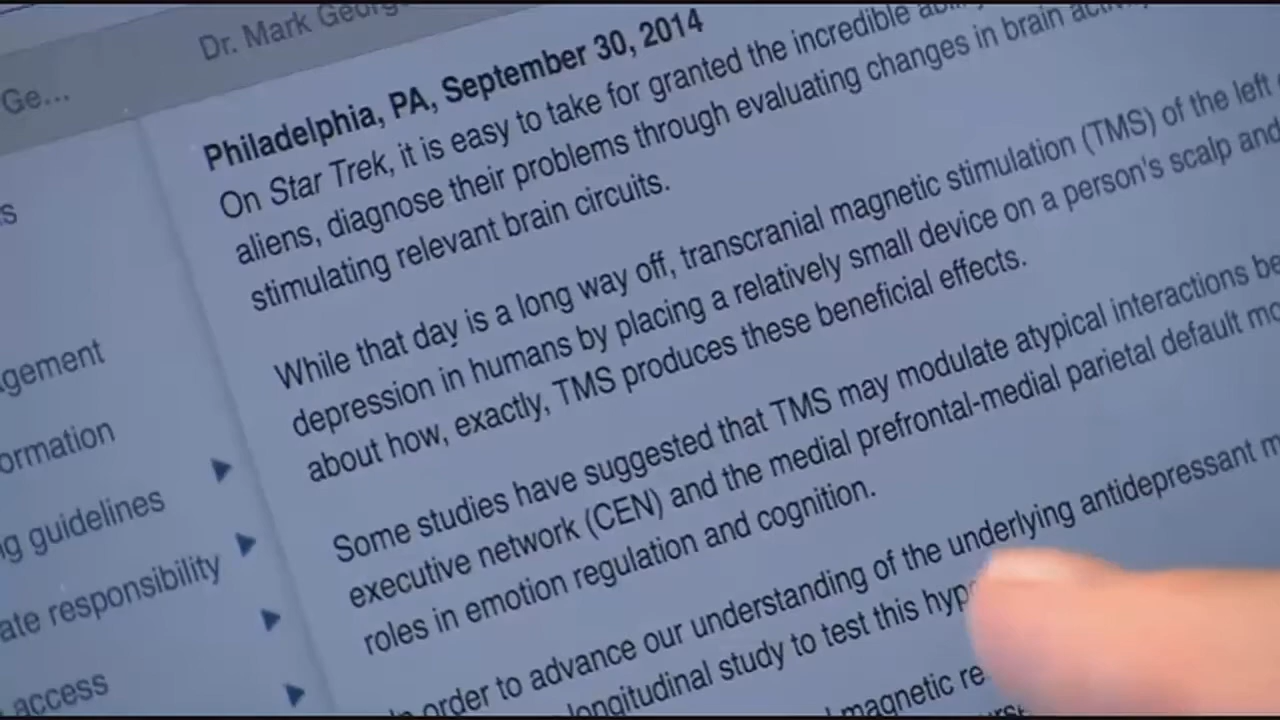 Dr. Mark George
Ge...
Philadelphia, PA, September 30, 2014
On Star Trek, it is easy to take for granted the incredible
aliens, diagnose their problems through evaluating changes in brain
stimulating relevant brain circuits.
While that day is a long way off, transcranial magnetic stimulation (TMS) of the left
depression in humans by placing a relatively small device on a person's scalp and
about how, exactly, TMS produces these beneficial effects.
Some studies have suggested that TMS may modulate atypical interactions be
executive network (CEN) and the medial prefrontal-medial parietal default mo
roles in emotion regulation and cognition.
order to advance our understanding of the underlying antidepressant m
longitudinal study to test this hyp
magnetic re
s
agement
ormation
ng guidelines
ate responsibility
access